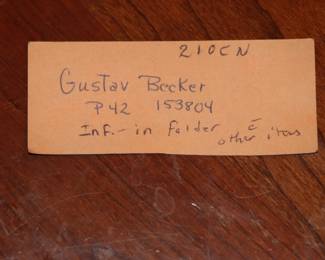 210CN
Gustav Becker
P42 153804
Inf. - in Folder c̄ other items